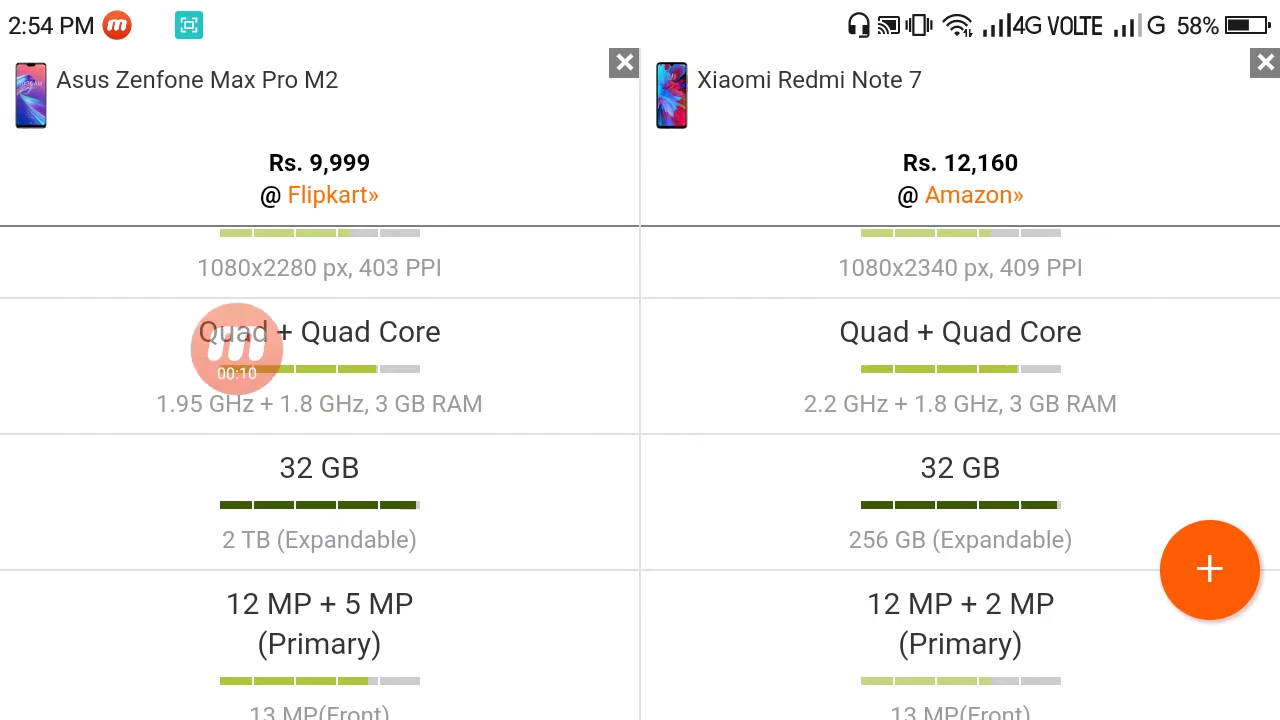 2:54 PM
4G VOLTE G 58%
Asus Zenfone Max Pro M2
Rs. 9,999
@ Flipkart»
1080x2280 px, 403 PPI
Quad + Quad Core
00:10
1.95 GHz + 1.8 GHz, 3 GB RAM
32 GB
2 TB (Expandable)
12 MP + 5 MP
(Primary)
13 MP(Front)
Xiaomi Redmi Note 7
Rs. 12,160
@ Amazon»
1080x2340 px, 409 PPI
Quad + Quad Core
2.2 GHz + 1.8 GHz, 3 GB RAM
32 GB
256 GB (Expandable)
12 MP + 2 MP
(Primary)
13 MP(Front)